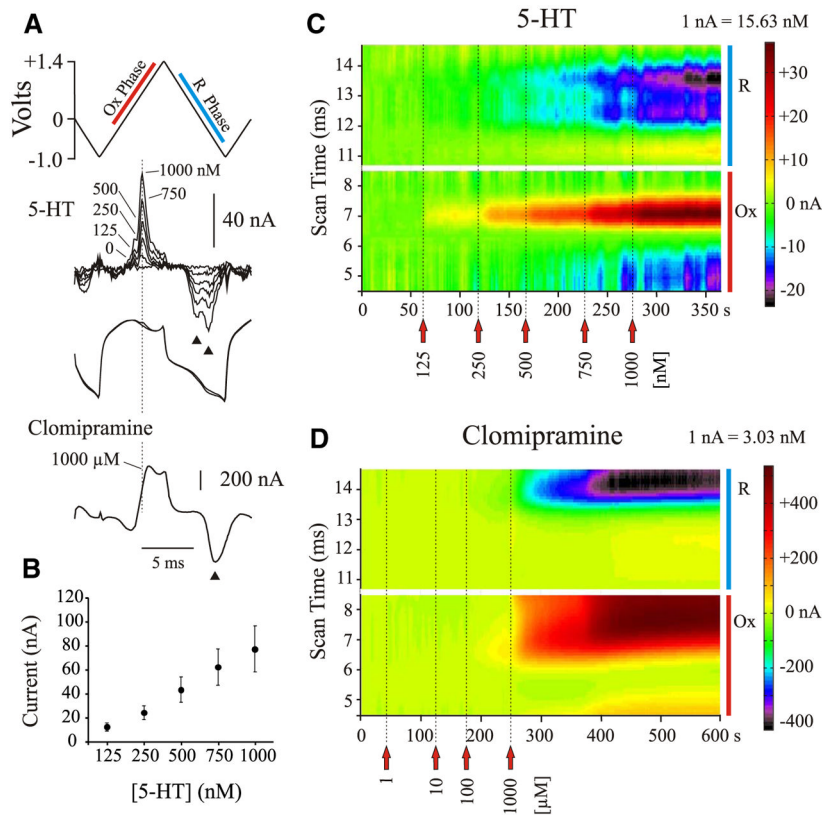 A
Volts
+1.4
0
-1.0
Ox Phase
R Phase
5-HT
1000 nM
750
500
250
125
0
40 nA
Clomipramine
1000 µM
200 nA
5 ms
B
Current (nA)
120
100
80
60
40
20
0
125 250 500 750 1000
[5-HT] (nM)
C
5-HT
1 nA = 15.63 nM
Scan Time (ms)
14
13
12
11
R
8
7
6
5
Ox
0 50 100 150 200 250 300 350 s
125 250 500 750 1000 [nM]
+30
+20
+10
0 nA
-10
-20
D
Clomipramine
1 nA = 3.03 nM
Scan Time (ms)
14
13
12
11
R
8
7
6
5
Ox
0 100 200 300 400 600 s
1 10 100 1000 [µM]
+400
+200
0 nA
-200
-400